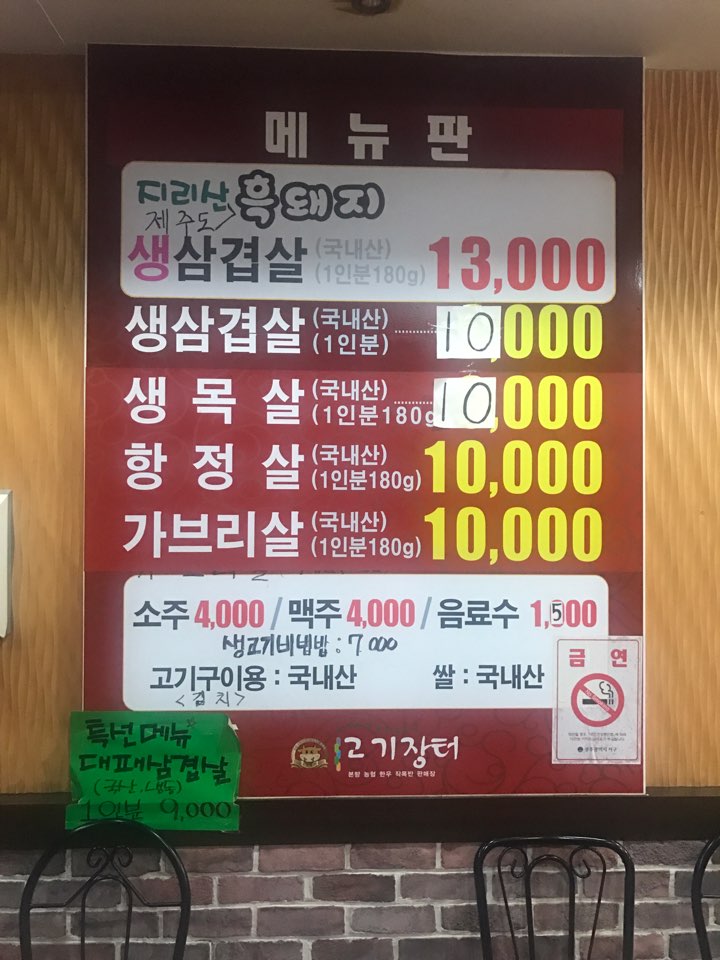 메뉴판
지리산 흑돼지
제주도>
생삼겹살 (국내산) (1인분180g) 13,000
생삼겹살 (국내산) (1인분) 10,000
생목살 (국내산) (1인분180g 10,000
항정살 (국내산) (1인분180g) 10,000
가브리살 (국내산) (1인분180g) 10,000
소주 4,000 / 맥주 4,000 / 음료수 1,500
생고기비빔밥 : 7000
고기구이용 : 국내산 쌀 : 국내산
<김치>
금연
고기장터
특선메뉴
대패삼겹살
1인분 9,000